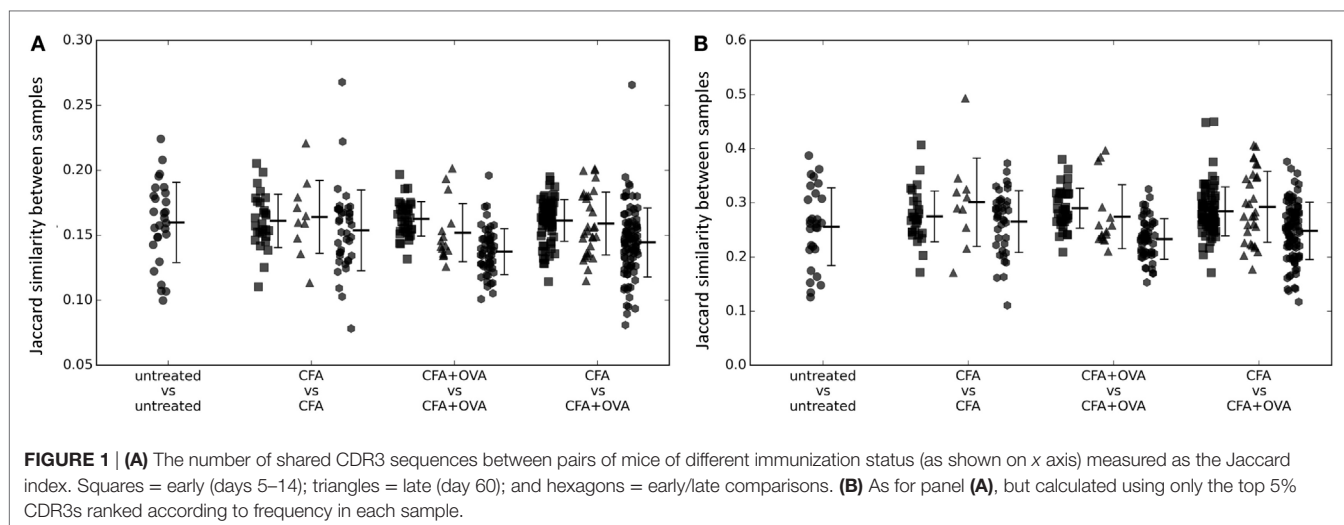 A
0.30
0.25
0.20
0.15
0.10
0.05
Jaccard similarity between samples
untreated
vs
untreated
CFA
vs
CFA
CFA+OVA
vs
CFA+OVA
CFA
vs
CFA+OVA
B
0.6
0.5
0.4
0.3
0.2
0.1
0.0
Jaccard similarity between samples
untreated
vs
untreated
CFA
vs
CFA
CFA+OVA
vs
CFA+OVA
CFA
vs
CFA+OVA
FIGURE 1 | (A) The number of shared CDR3 sequences between pairs of mice of different immunization status (as shown on x axis) measured as the Jaccard
index. Squares = early (days 5–14); triangles = late (day 60); and hexagons = early/late comparisons. (B) As for panel (A), but calculated using only the top 5%
CDR3s ranked according to frequency in each sample.